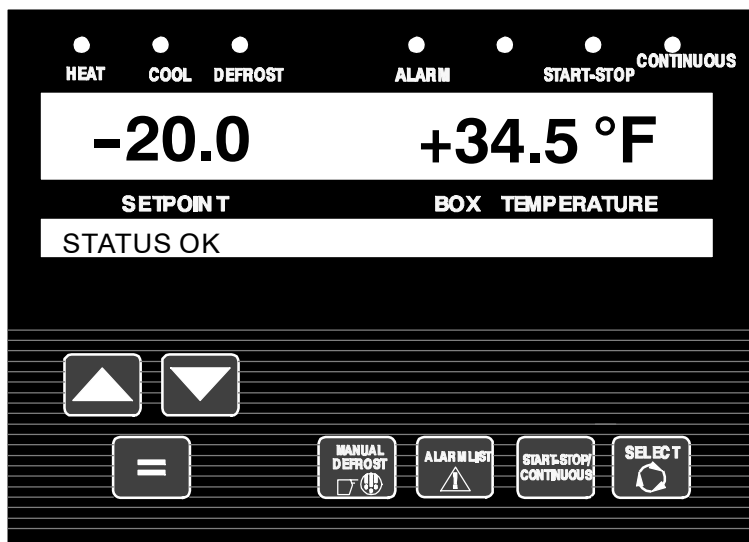 HEAT COOL DEFROST ALARM START-STOP CONTINUOUS
-20.0 +34.5 °F
SETPOINT BOX TEMPERATURE
STATUS OK
=
MANUAL DEFROST
ALARM LIST
START-STOP/
CONTINUOUS
SELECT